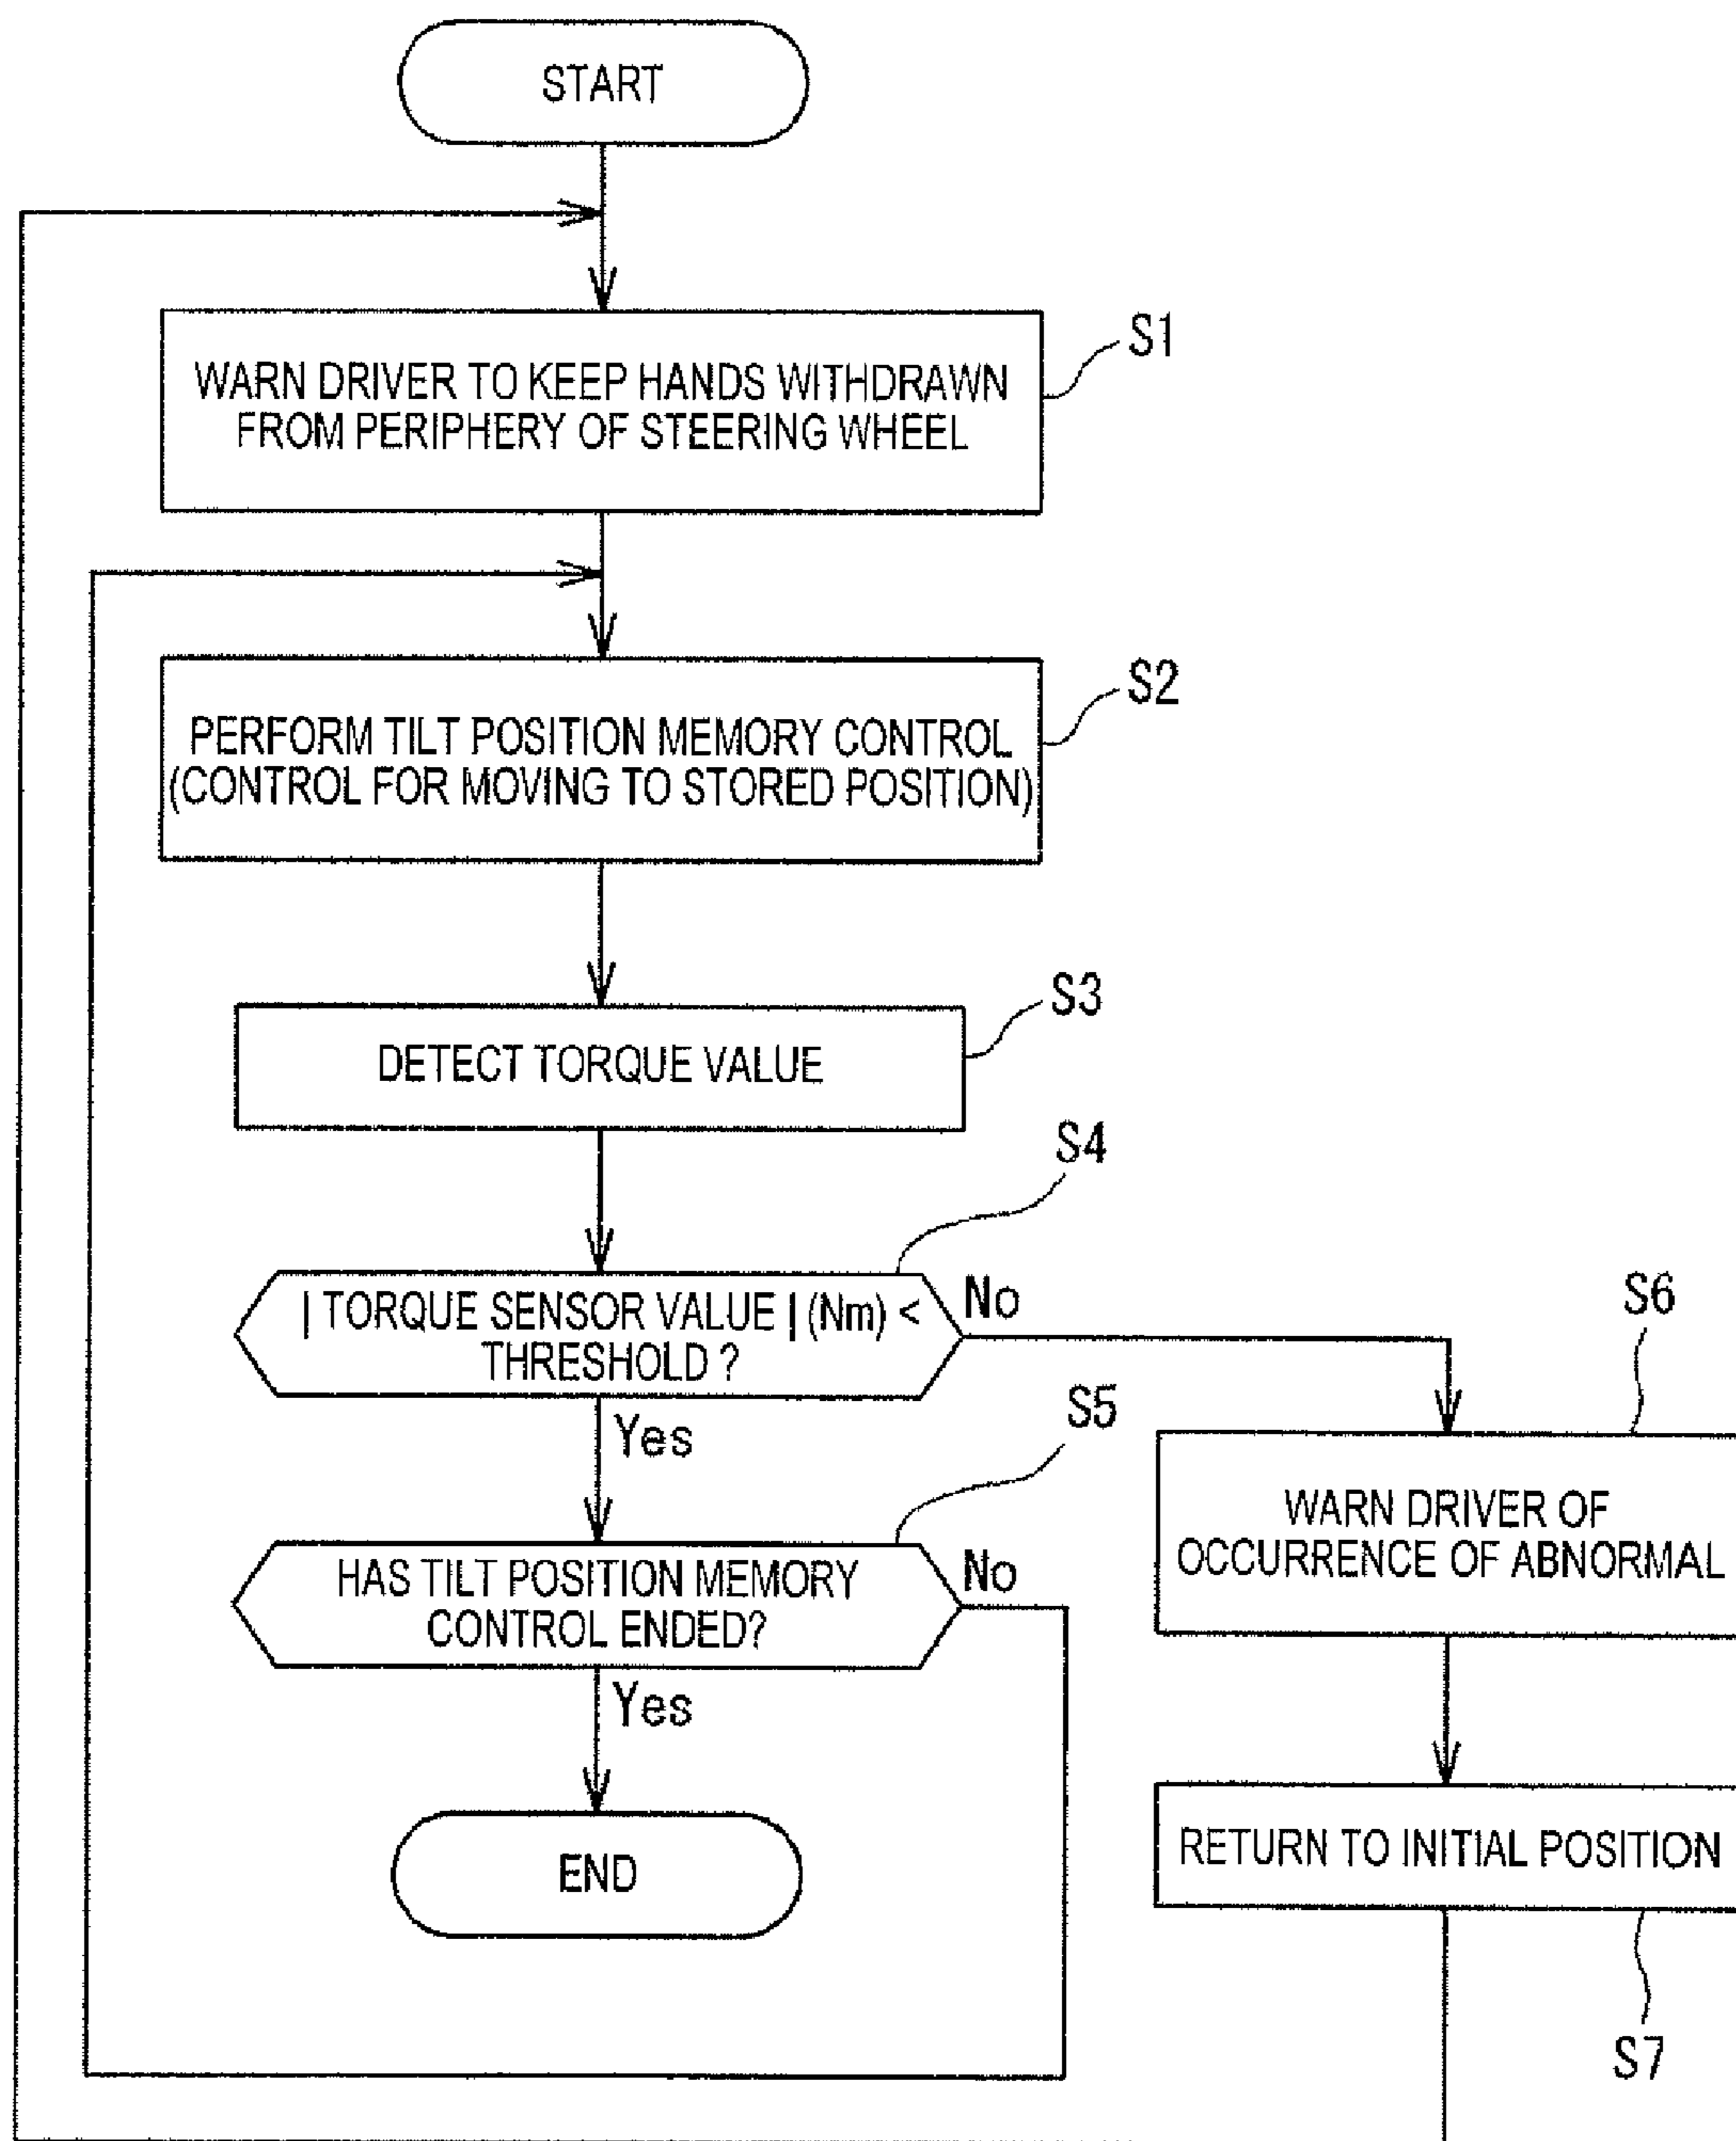 START
S1
WARN DRIVER TO KEEP HANDS WITHDRAWN
FROM PERIPHERY OF STEERING WHEEL
S2
PERFORM TILT POSITION MEMORY CONTROL
(CONTROL FOR MOVING TO STORED POSITION)
S3
DETECT TORQUE VALUE
S4
| TORQUE SENSOR VALUE | (Nm) <
THRESHOLD ?
No
Yes
S5
HAS TILT POSITION MEMORY
CONTROL ENDED?
No
Yes
END
S6
WARN DRIVER OF
OCCURRENCE OF ABNORMAL
RETURN TO INITIAL POSITION
S7